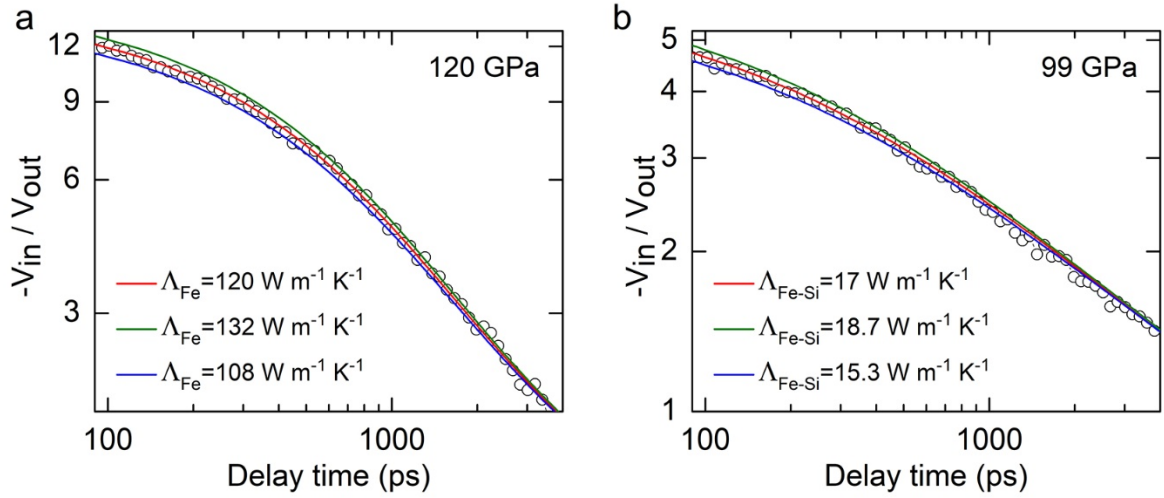 a
120 GPa
12
9
6
3
-Vin / Vout
ΛFe=120 W m-1 K-1
ΛFe=132 W m-1 K-1
ΛFe=108 W m-1 K-1
100
1000
Delay time (ps)
b
99 GPa
5
4
3
2
1
-Vin / Vout
ΛFe-Si=17 W m-1 K-1
ΛFe-Si=18.7 W m-1 K-1
ΛFe-Si=15.3 W m-1 K-1
100
1000
Delay time (ps)